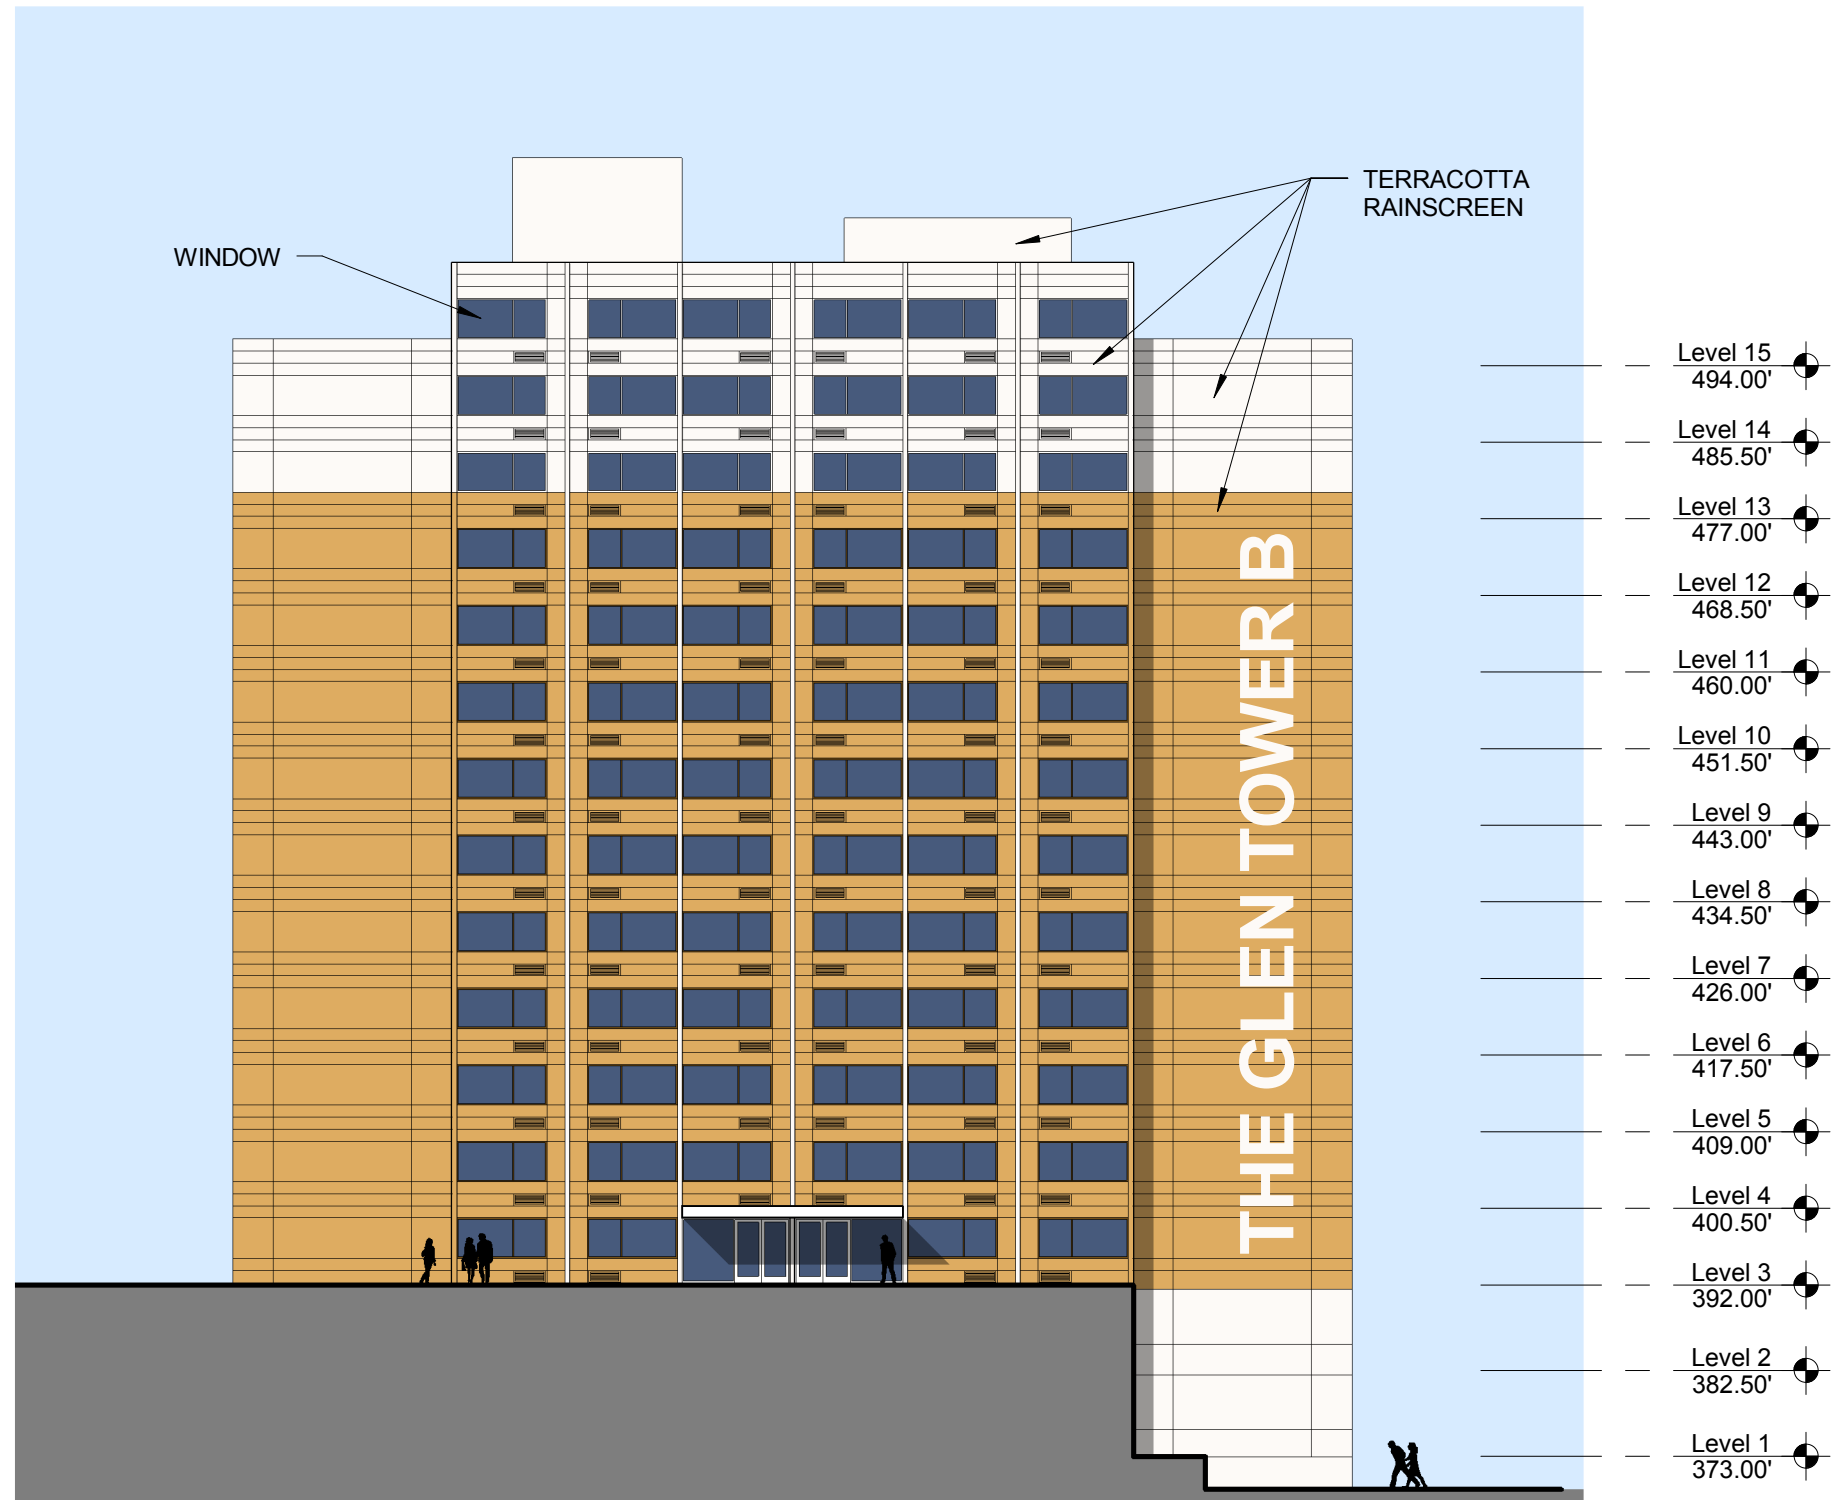 TERRACOTTA
RAINSCREEN
WINDOW
THE GLEN TOWER B
Level 15
494.00'
Level 14
485.50'
Level 13
477.00'
Level 12
468.50'
Level 11
460.00'
Level 10
451.50'
Level 9
443.00'
Level 8
434.50'
Level 7
426.00'
Level 6
417.50'
Level 5
409.00'
Level 4
400.50'
Level 3
392.00'
Level 2
382.50'
Level 1
373.00'